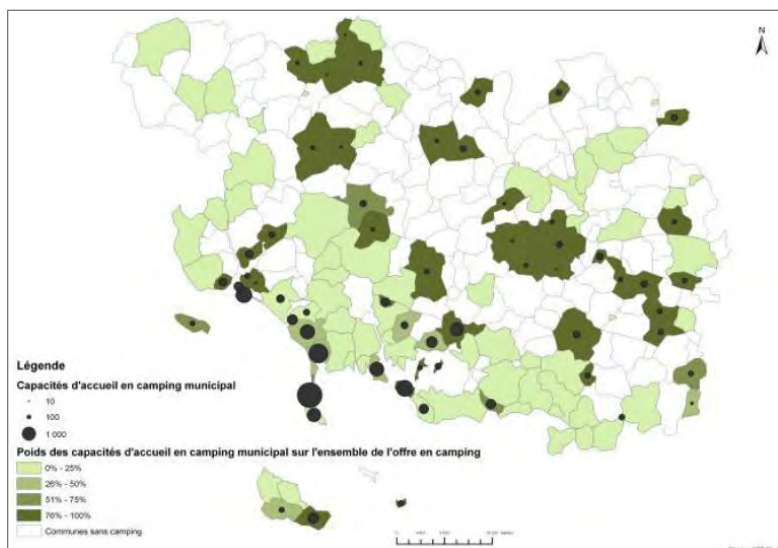 N
Légende
Capacités d'accueil en camping municipal
10
100
1 000
Poids des capacités d'accueil en camping municipal sur l'ensemble de l'offre en camping
0% - 25%
26% - 50%
51% - 75%
76% - 100%
Communes sans camping